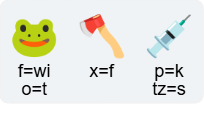 f=wi x=f p=k
o=t tz=s